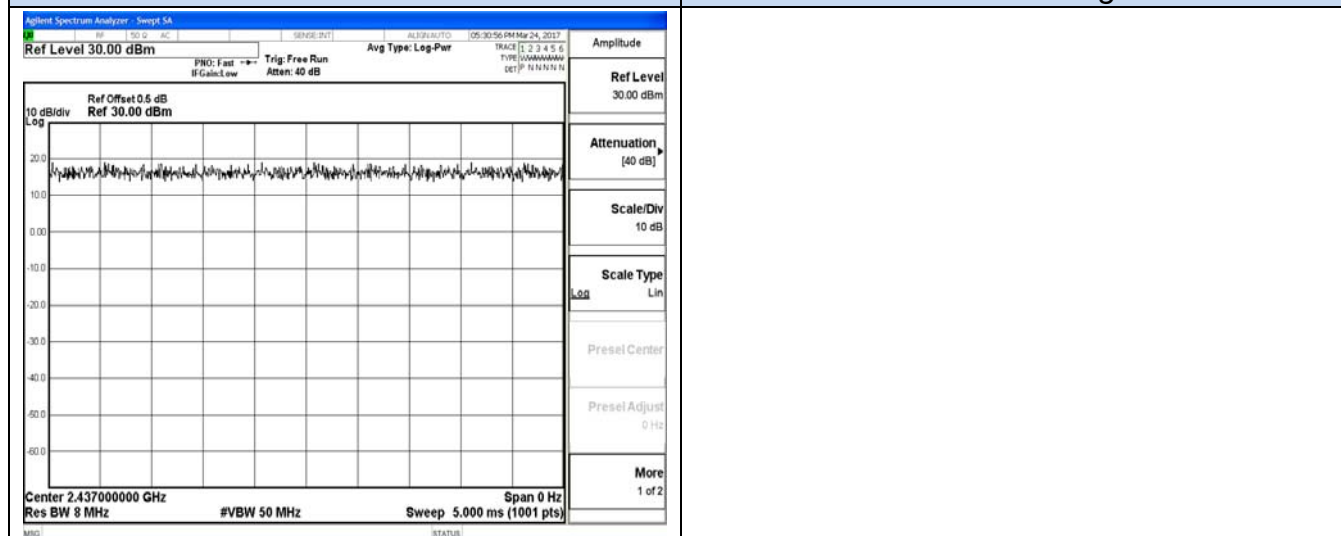 Agilent Spectrum Analyzer - Swept SA
RF 50 Ω AC SENSE:INT ALIGN AUTO 05:30:56 PM Mar 24, 2017
Ref Level 30.00 dBm
PNO: Fast
IFGain:Low
Trig: Free Run
Atten: 40 dB
Avg Type: Log-Pwr
TRACE 1 2 3 4 5 6
TYPE
DET P N N N N N
Ref Offset 0.5 dB
10 dB/div Ref 30.00 dBm
Log
20.0
10.0
0.00
-10.0
-20.0
-30.0
-40.0
-50.0
-60.0
Center 2.437000000 GHz Span 0 Hz
Res BW 8 MHz #VBW 50 MHz Sweep 5.000 ms (1001 pts)
MSG STATUS
Amplitude
Ref Level
30.00 dBm
Attenuation
[40 dB]
Scale/Div
10 dB
Scale Type
Log Lin
Presel Center
Presel Adjust
0 Hz
More
1 of 2